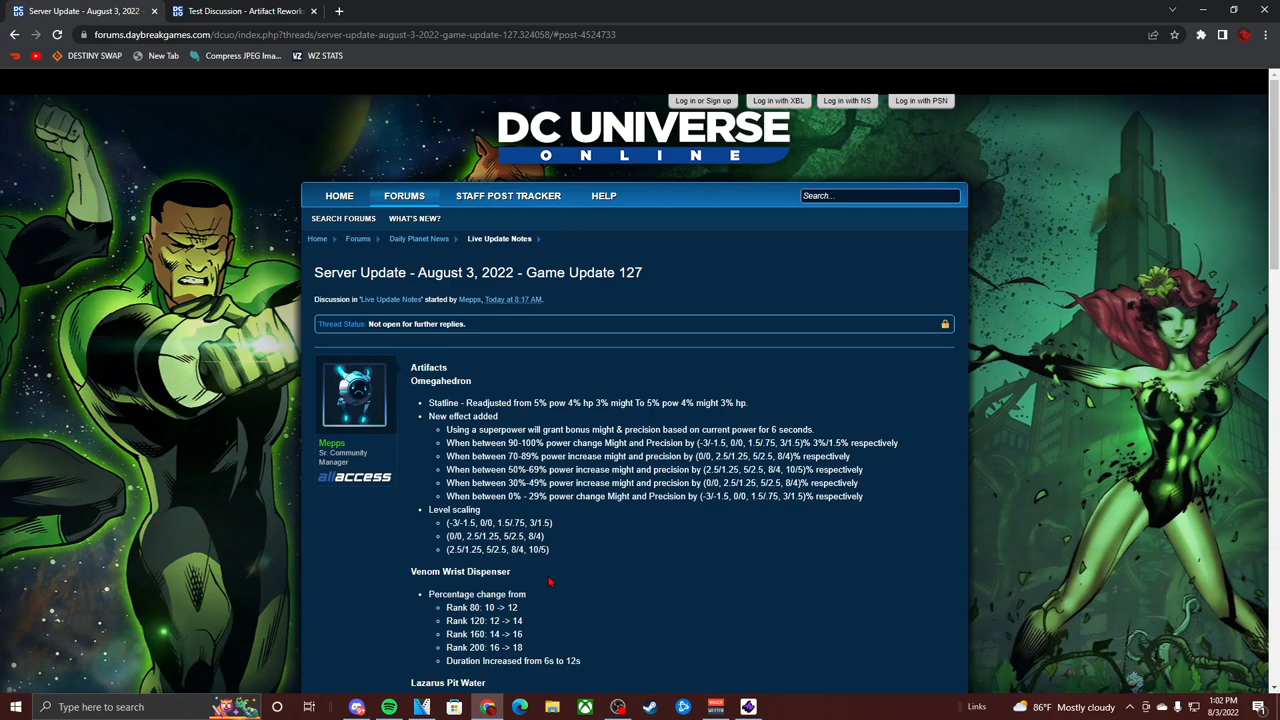 Server Update - August 3, 2022 -
Test Discussion - Artifact Rework
forums.daybreakgames.com/dcuo/index.php?threads/server-update-august-3-2022-game-update-127.324058/#post-4524733
DESTINY SWAP
New Tab
Compress JPEG Ima...
WZ STATS
Log in or Sign up
Log in with XBL
Log in with NS
Log in with PSN
DC UNIVERSE
ONLINE
HOME
FORUMS
STAFF POST TRACKER
HELP
Search...
SEARCH FORUMS
WHAT'S NEW?
Home
Forums
Daily Planet News
Live Update Notes
Server Update - August 3, 2022 - Game Update 127
Discussion in 'Live Update Notes' started by Mepps, Today at 8:17 AM.
Thread Status: Not open for further replies.
Mepps
Sr. Community
Manager
allaccess
Artifacts
Omegahedron
Statline - Readjusted from 5% pow 4% hp 3% might To 5% pow 4% might 3% hp.
New effect added
Using a superpower will grant bonus might & precision based on current power for 6 seconds.
When between 90-100% power change Might and Precision by (-3/-1.5, 0/0, 1.5/.75, 3/1.5)% 3%/1.5% respectively
When between 70-89% power increase might and precision by (0/0, 2.5/1.25, 5/2.5, 8/4)% respectively
When between 50%-69% power increase might and precision by (2.5/1.25, 5/2.5, 8/4, 10/5)% respectively
When between 30%-49% power increase might and precision by (0/0, 2.5/1.25, 5/2.5, 8/4)% respectively
When between 0% - 29% power change Might and Precision by (-3/-1.5, 0/0, 1.5/.75, 3/1.5)% respectively
Level scaling
(-3/-1.5, 0/0, 1.5/.75, 3/1.5)
(0/0, 2.5/1.25, 5/2.5, 8/4)
(2.5/1.25, 5/2.5, 8/4, 10/5)
Venom Wrist Dispenser
Percentage change from
Rank 80: 10 -> 12
Rank 120: 12 -> 14
Rank 160: 14 -> 16
Rank 200: 16 -> 18
Duration Increased from 6s to 12s
Lazarus Pit Water
Type here to search
Links
86°F Mostly cloudy
1:02 PM
8/3/2022